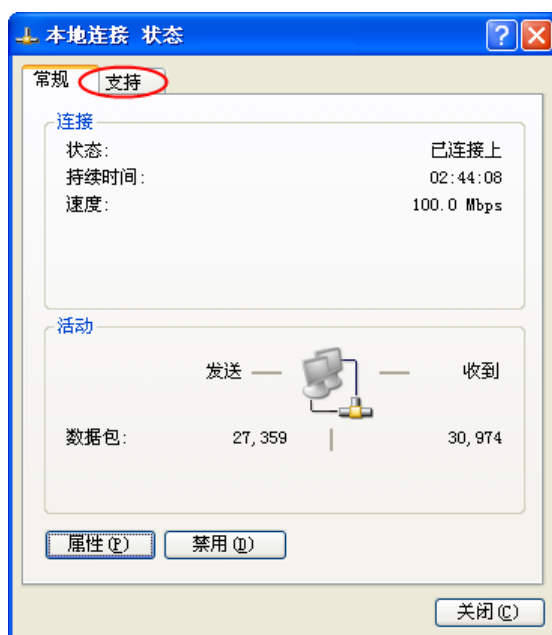 本地连接 状态
常规 支持
连接
状态: 已连接上
持续时间: 02:44:08
速度: 100.0 Mbps
活动
发送 — — 收到
数据包: 27,359 | 30,974
属性(P) 禁用(D)
关闭(C)